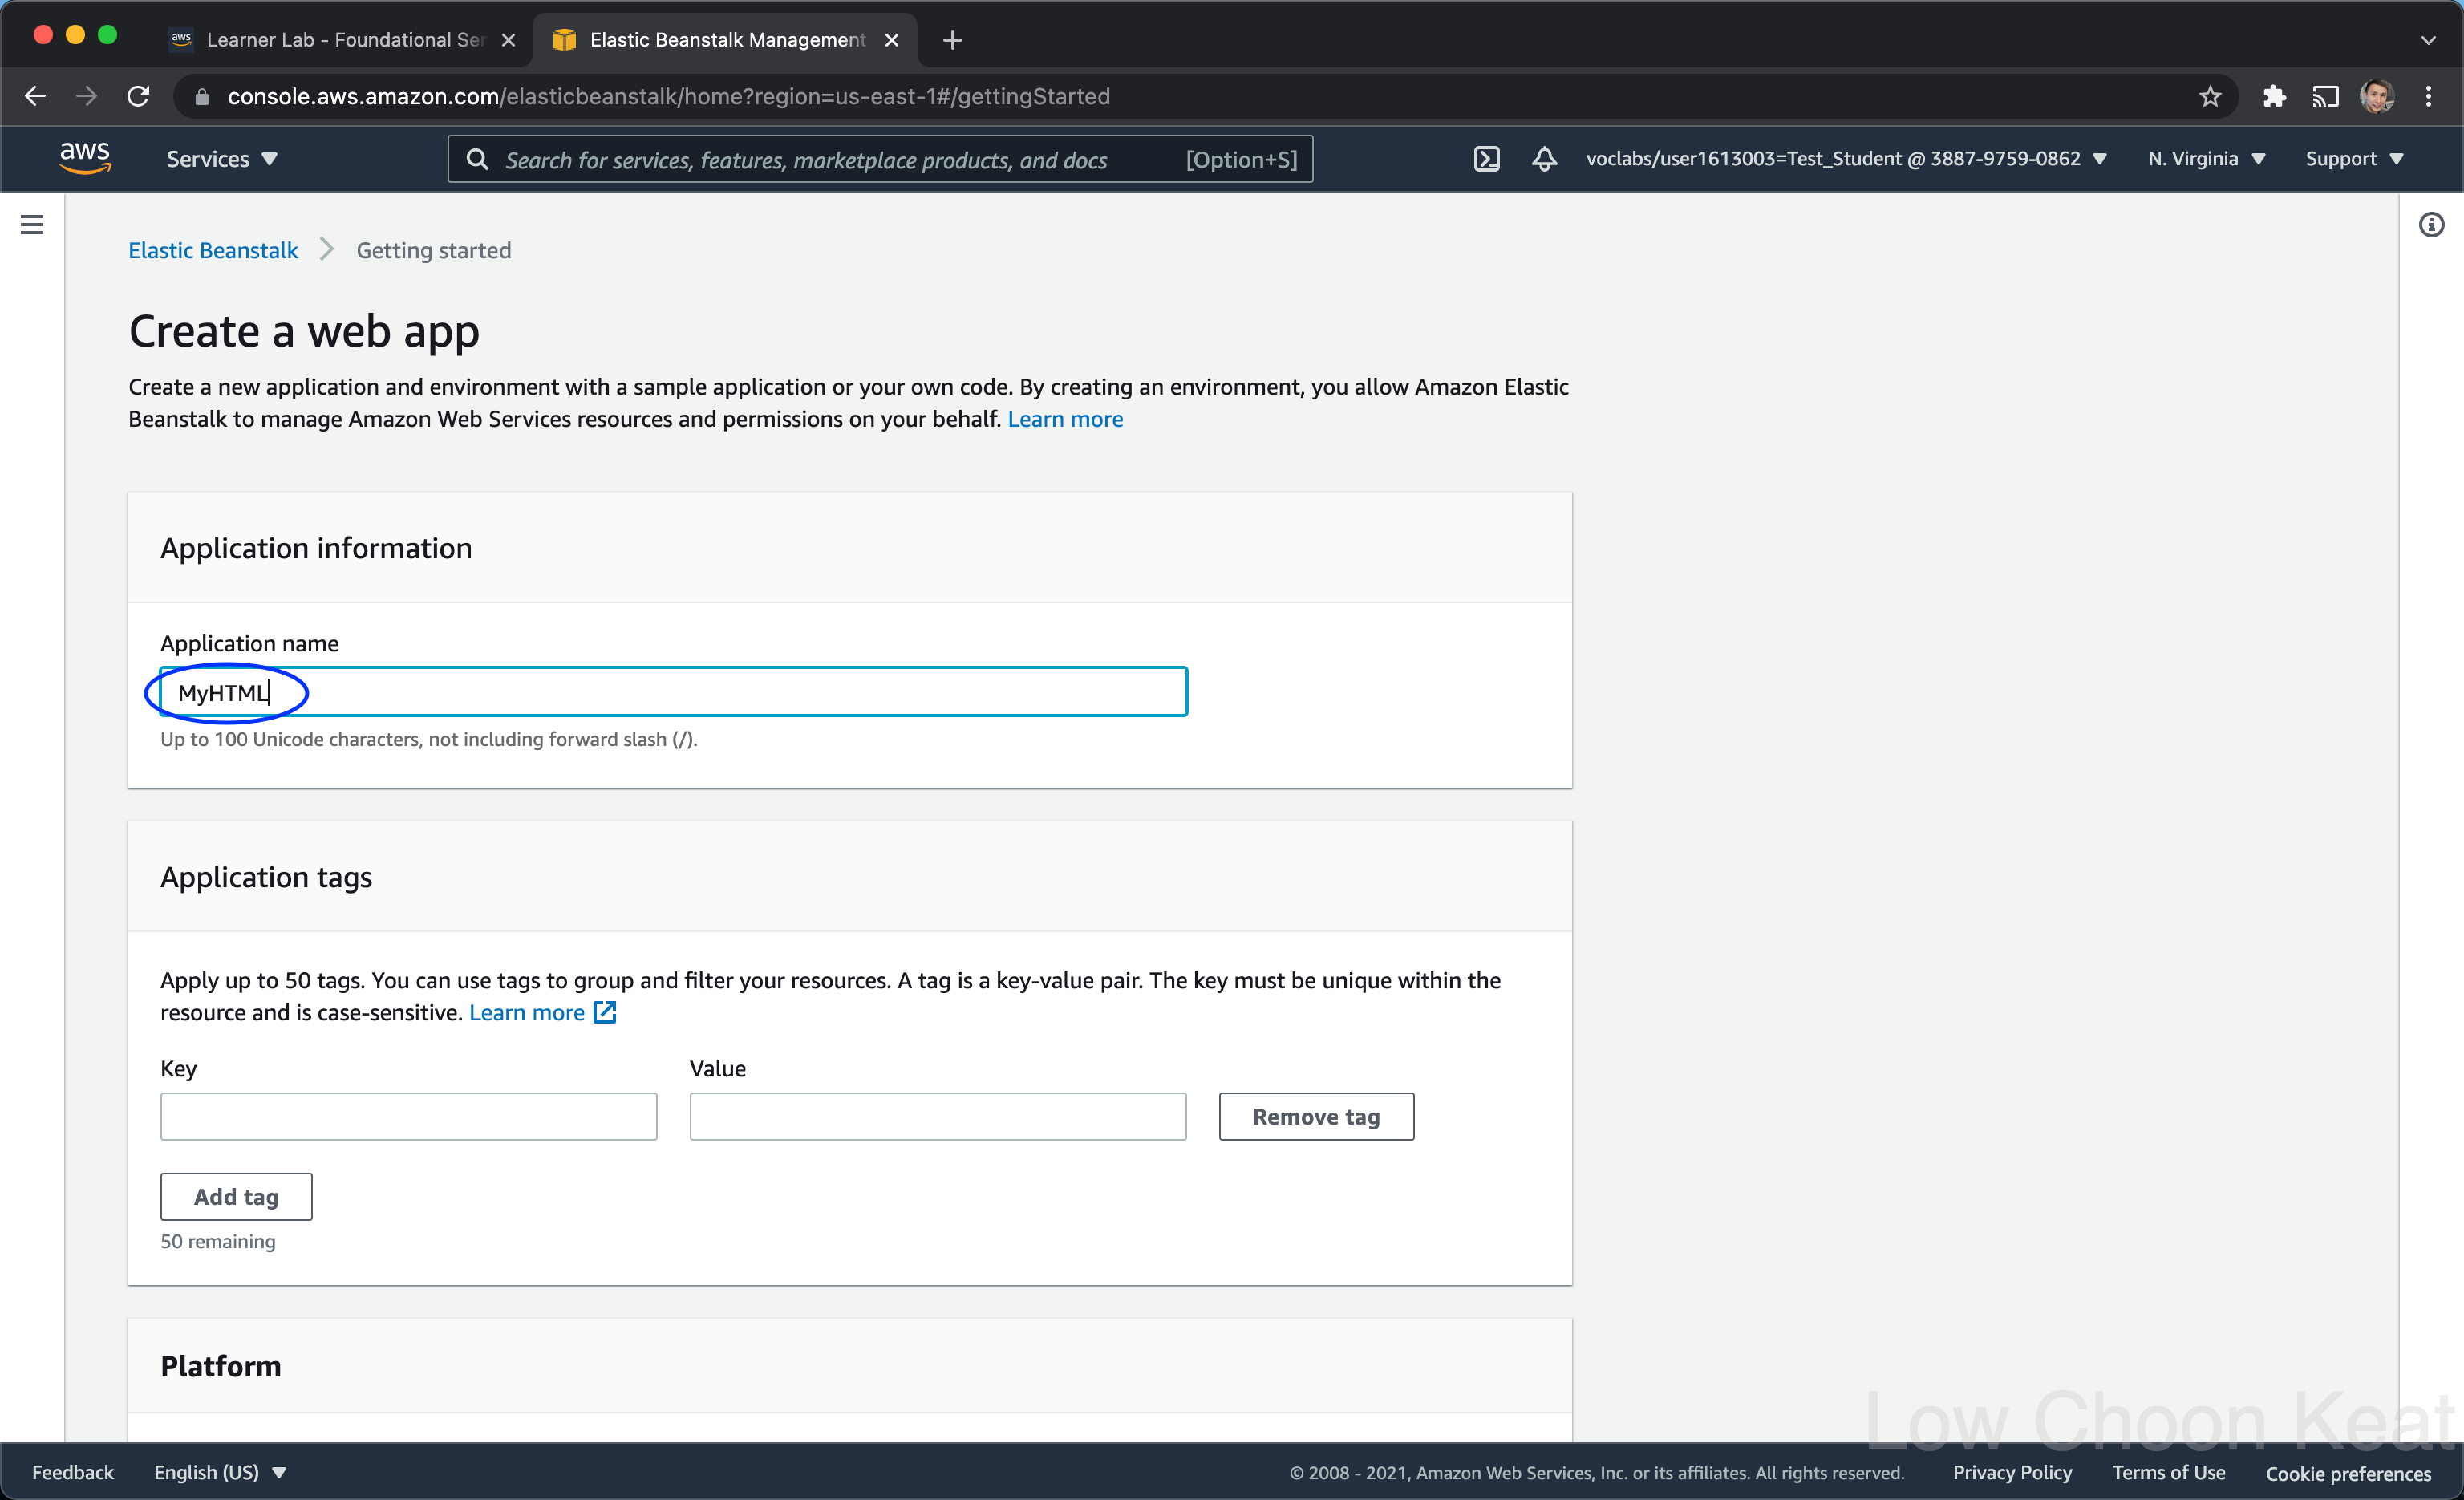 aws Learner Lab - Foundational Ser
Elastic Beanstalk Management
console.aws.amazon.com/elasticbeanstalk/home?region=us-east-1#/gettingStarted
aws Services Search for services, features, marketplace products, and docs [Option+S] voclabs/user1613003=Test_Student @ 3887-9759-0862 N. Virginia Support
Elastic Beanstalk Getting started
Create a web app
Create a new application and environment with a sample application or your own code. By creating an environment, you allow Amazon Elastic
Beanstalk to manage Amazon Web Services resources and permissions on your behalf. Learn more
Application information
Application name
MyHTML
Up to 100 Unicode characters, not including forward slash (/).
Application tags
Apply up to 50 tags. You can use tags to group and filter your resources. A tag is a key-value pair. The key must be unique within the
resource and is case-sensitive. Learn more
Key Value
Remove tag
Add tag
50 remaining
Platform
Low Choon Keat
Feedback English (US) © 2008 - 2021, Amazon Web Services, Inc. or its affiliates. All rights reserved. Privacy Policy Terms of Use Cookie preferences